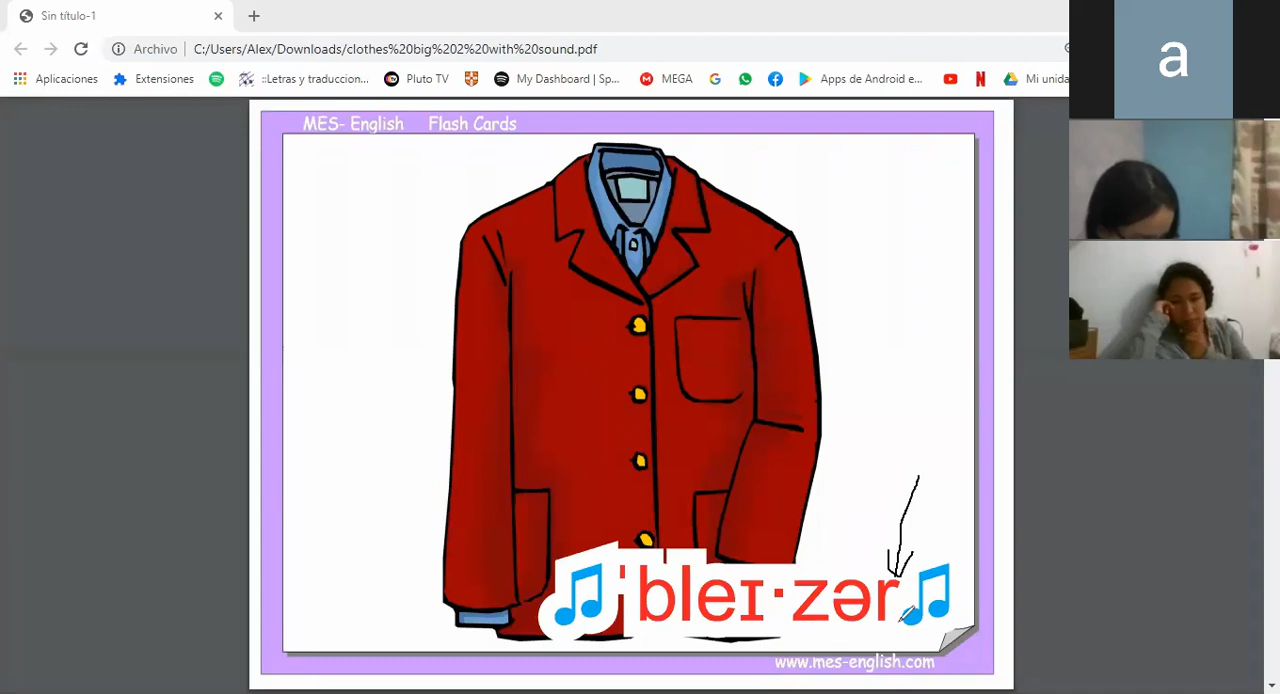 Sin título-1
Archivo C:/Users/Alex/Downloads/clothes%20big%202%20with%20sound.pdf
Aplicaciones Extensiones ::Letras y traduccion... Pluto TV My Dashboard | Sp... MEGA Apps de Android e... Mi unida
MES- English Flash Cards
a
ˈbleɪ·zər
www.mes-english.com